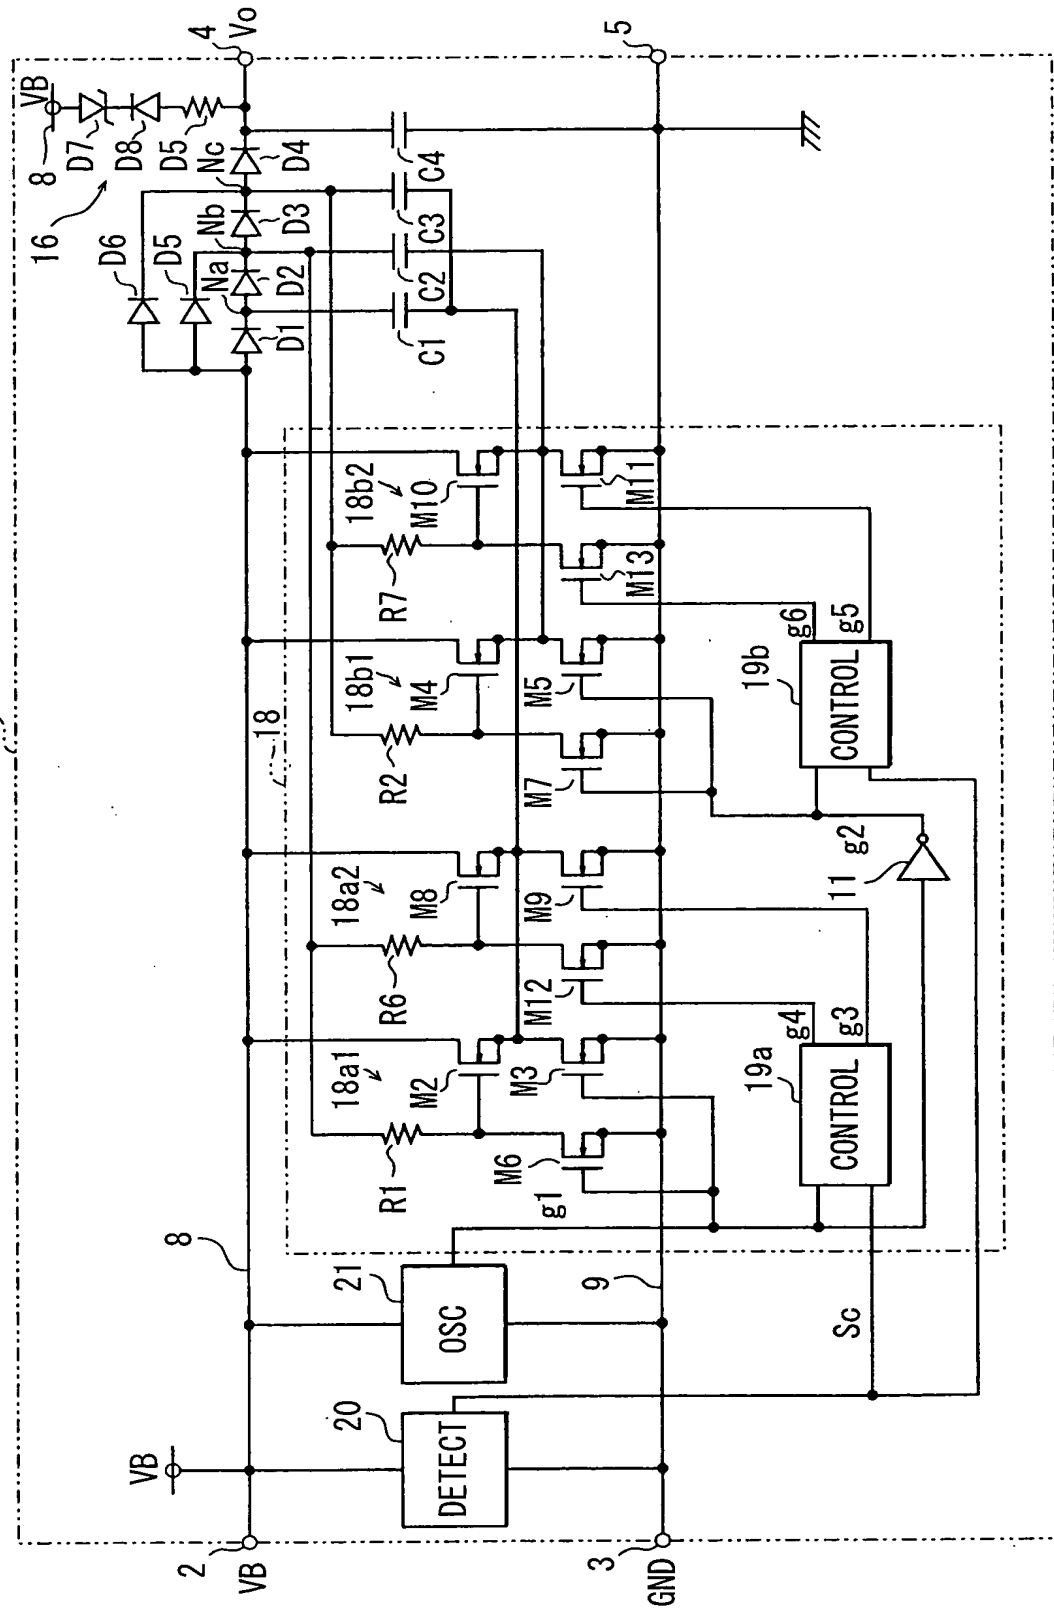 8
VB
D7
D8
D5
4
Vo
16
D6
D5
Nc
Nb
Na
D4
D3
D2
D1
C4
C3
C2
C1
5
18
18b2
M10
R7
M11
M13
18b1
M4
R2
M5
M7
g6
g5
19b
CONTROL
18a2
M8
R6
M9
M12
g2
11
18a1
M2
R1
M3
M6
g1
g4
g3
19a
CONTROL
8
21
OSC
9
Sc
VB
20
DETECT
2
VB
3
GND